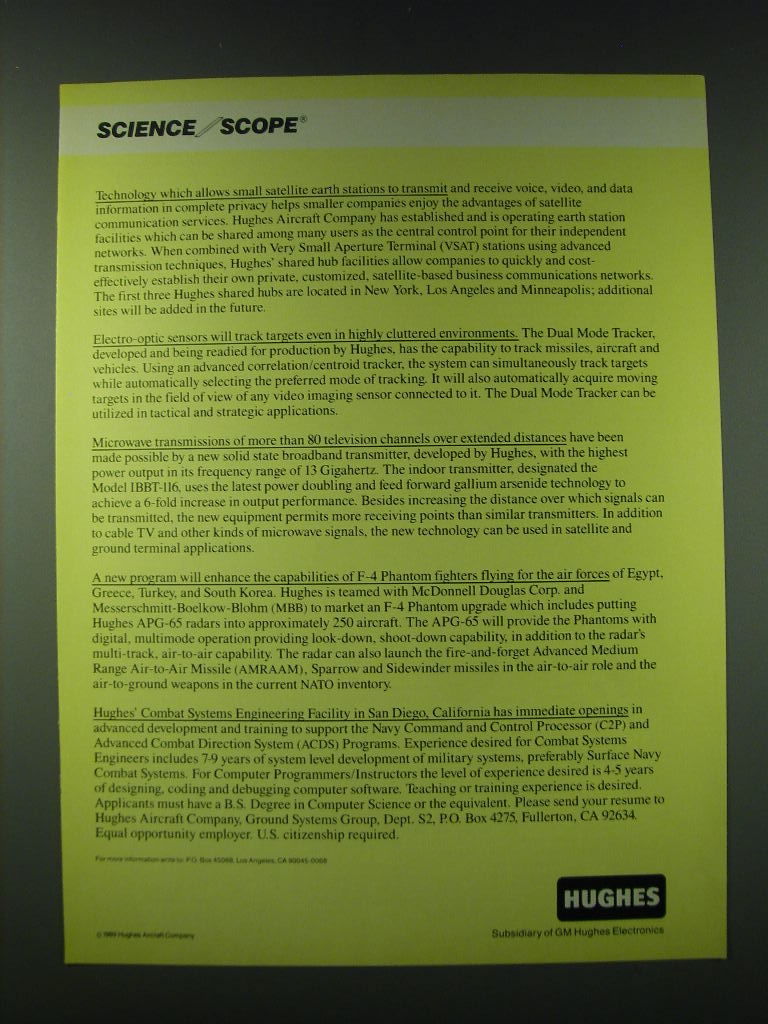 SCIENCE/SCOPE®
Technology which allows small satellite earth stations to transmit and receive voice, video, and data
information in complete privacy helps smaller companies enjoy the advantages of satellite
communication services. Hughes Aircraft Company has established and is operating earth station
facilities which can be shared among many users as the central control point for their independent
networks. When combined with Very Small Aperture Terminal (VSAT) stations using advanced
transmission techniques, Hughes' shared hub facilities allow companies to quickly and cost-
effectively establish their own private, customized, satellite-based business communications networks.
The first three Hughes shared hubs are located in New York, Los Angeles and Minneapolis; additional
sites will be added in the future.
Electro-optic sensors will track targets even in highly cluttered environments. The Dual Mode Tracker,
developed and being readied for production by Hughes, has the capability to track missiles, aircraft and
vehicles. Using an advanced correlation/centroid tracker, the system can simultaneously track targets
while automatically selecting the preferred mode of tracking. It will also automatically acquire moving
targets in the field of view of any video imaging sensor connected to it. The Dual Mode Tracker can be
utilized in tactical and strategic applications.
Microwave transmissions of more than 80 television channels over extended distances have been
made possible by a new solid state broadband transmitter, developed by Hughes, with the highest
power output in its frequency range of 13 Gigahertz. The indoor transmitter, designated the
Model IBBT-116, uses the latest power doubling and feed forward gallium arsenide technology to
achieve a 6-fold increase in output performance. Besides increasing the distance over which signals can
be transmitted, the new equipment permits more receiving points than similar transmitters. In addition
to cable TV and other kinds of microwave signals, the new technology can be used in satellite and
ground terminal applications.
A new program will enhance the capabilities of F-4 Phantom fighters flying for the air forces of Egypt,
Greece, Turkey, and South Korea. Hughes is teamed with McDonnell Douglas Corp. and
Messerschmitt-Boelkow-Blohm (MBB) to market an F-4 Phantom upgrade which includes putting
Hughes APG-65 radars into approximately 250 aircraft. The APG-65 will provide the Phantoms with
digital, multimode operation providing look-down, shoot-down capability, in addition to the radar's
multi-track, air-to-air capability. The radar can also launch the fire-and-forget Advanced Medium
Range Air-to-Air Missile (AMRAAM), Sparrow and Sidewinder missiles in the air-to-air role and the
air-to-ground weapons in the current NATO inventory.
Hughes' Combat Systems Engineering Facility in San Diego, California has immediate openings in
advanced development and training to support the Navy Command and Control Processor (C2P) and
Advanced Combat Direction System (ACDS) Programs. Experience desired for Combat Systems
Engineers includes 7-9 years of system level development of military systems, preferably Surface Navy
Combat Systems. For Computer Programmers/Instructors the level of experience desired is 4-5 years
of designing, coding and debugging computer software. Teaching or training experience is desired.
Applicants must have a B.S. Degree in Computer Science or the equivalent. Please send your resume to
Hughes Aircraft Company, Ground Systems Group, Dept. S2, P.O. Box 4275, Fullerton, CA 92634.
Equal opportunity employer. U.S. citizenship required.
For more information write to: P.O. Box 45068, Los Angeles, CA 90045-0068
HUGHES
© 1989 Hughes Aircraft Company
Subsidiary of GM Hughes Electronics